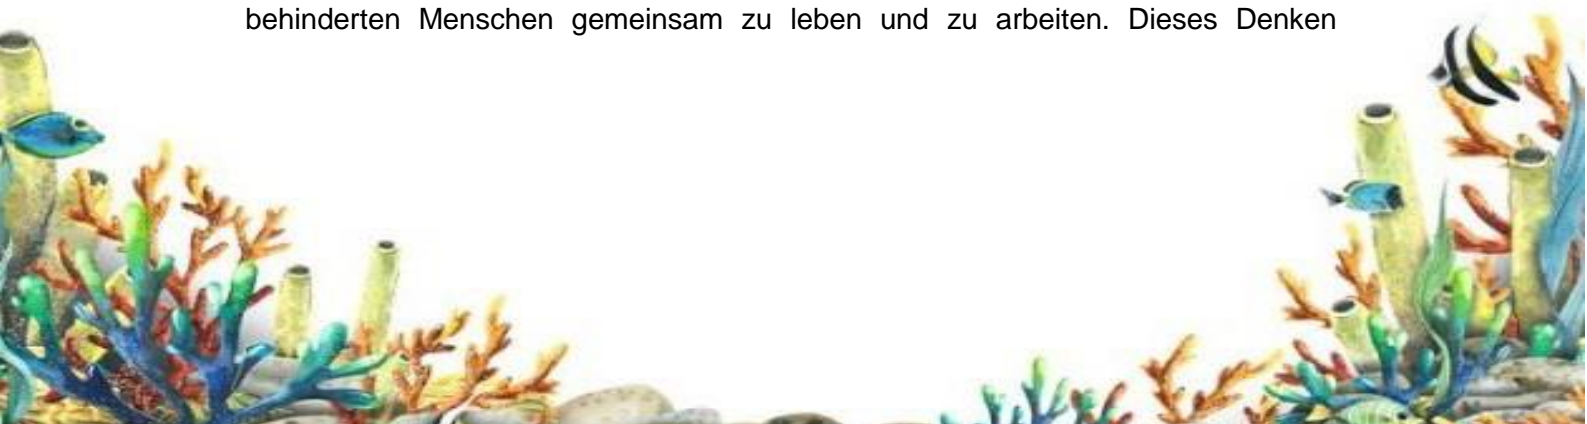 behinderten Menschen gemeinsam zu leben und zu arbeiten. Dieses Denken